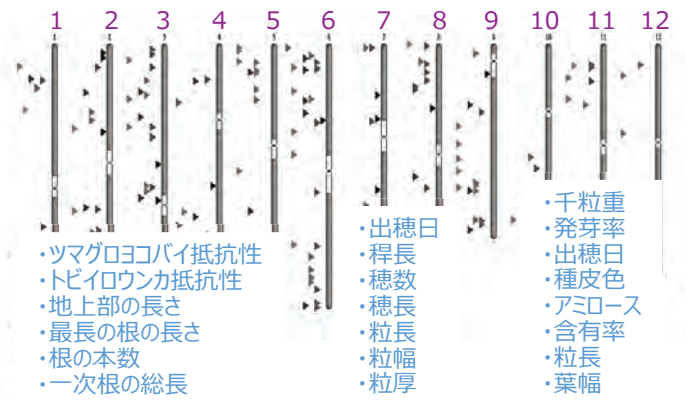 1 2 3 4 5 6 7 8 9 10 11 12
・ツマグロヨコバイ抵抗性
・トビイロウンカ抵抗性
・地上部の長さ
・最長の根の長さ
・根の本数
・一次根の総長
・出穂日
・稈長
・穂数
・穂長
・粒長
・粒幅
・粒厚
・千粒重
・発芽率
・出穂日
・種皮色
・アミロース
・含有率
・粒長
・葉幅